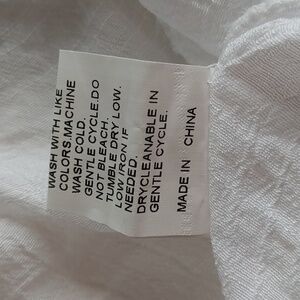 WASH WITH LIKE
COLORS.MACHINE
WASH COLD.
GENTLE CYCLE.DO
NOT BLEACH.
TUMBLE DRY LOW.
LOW IRON IF
NEEDED.
DRYCLEANABLE IN
GENTLE CYCLE.
MADE IN CHINA